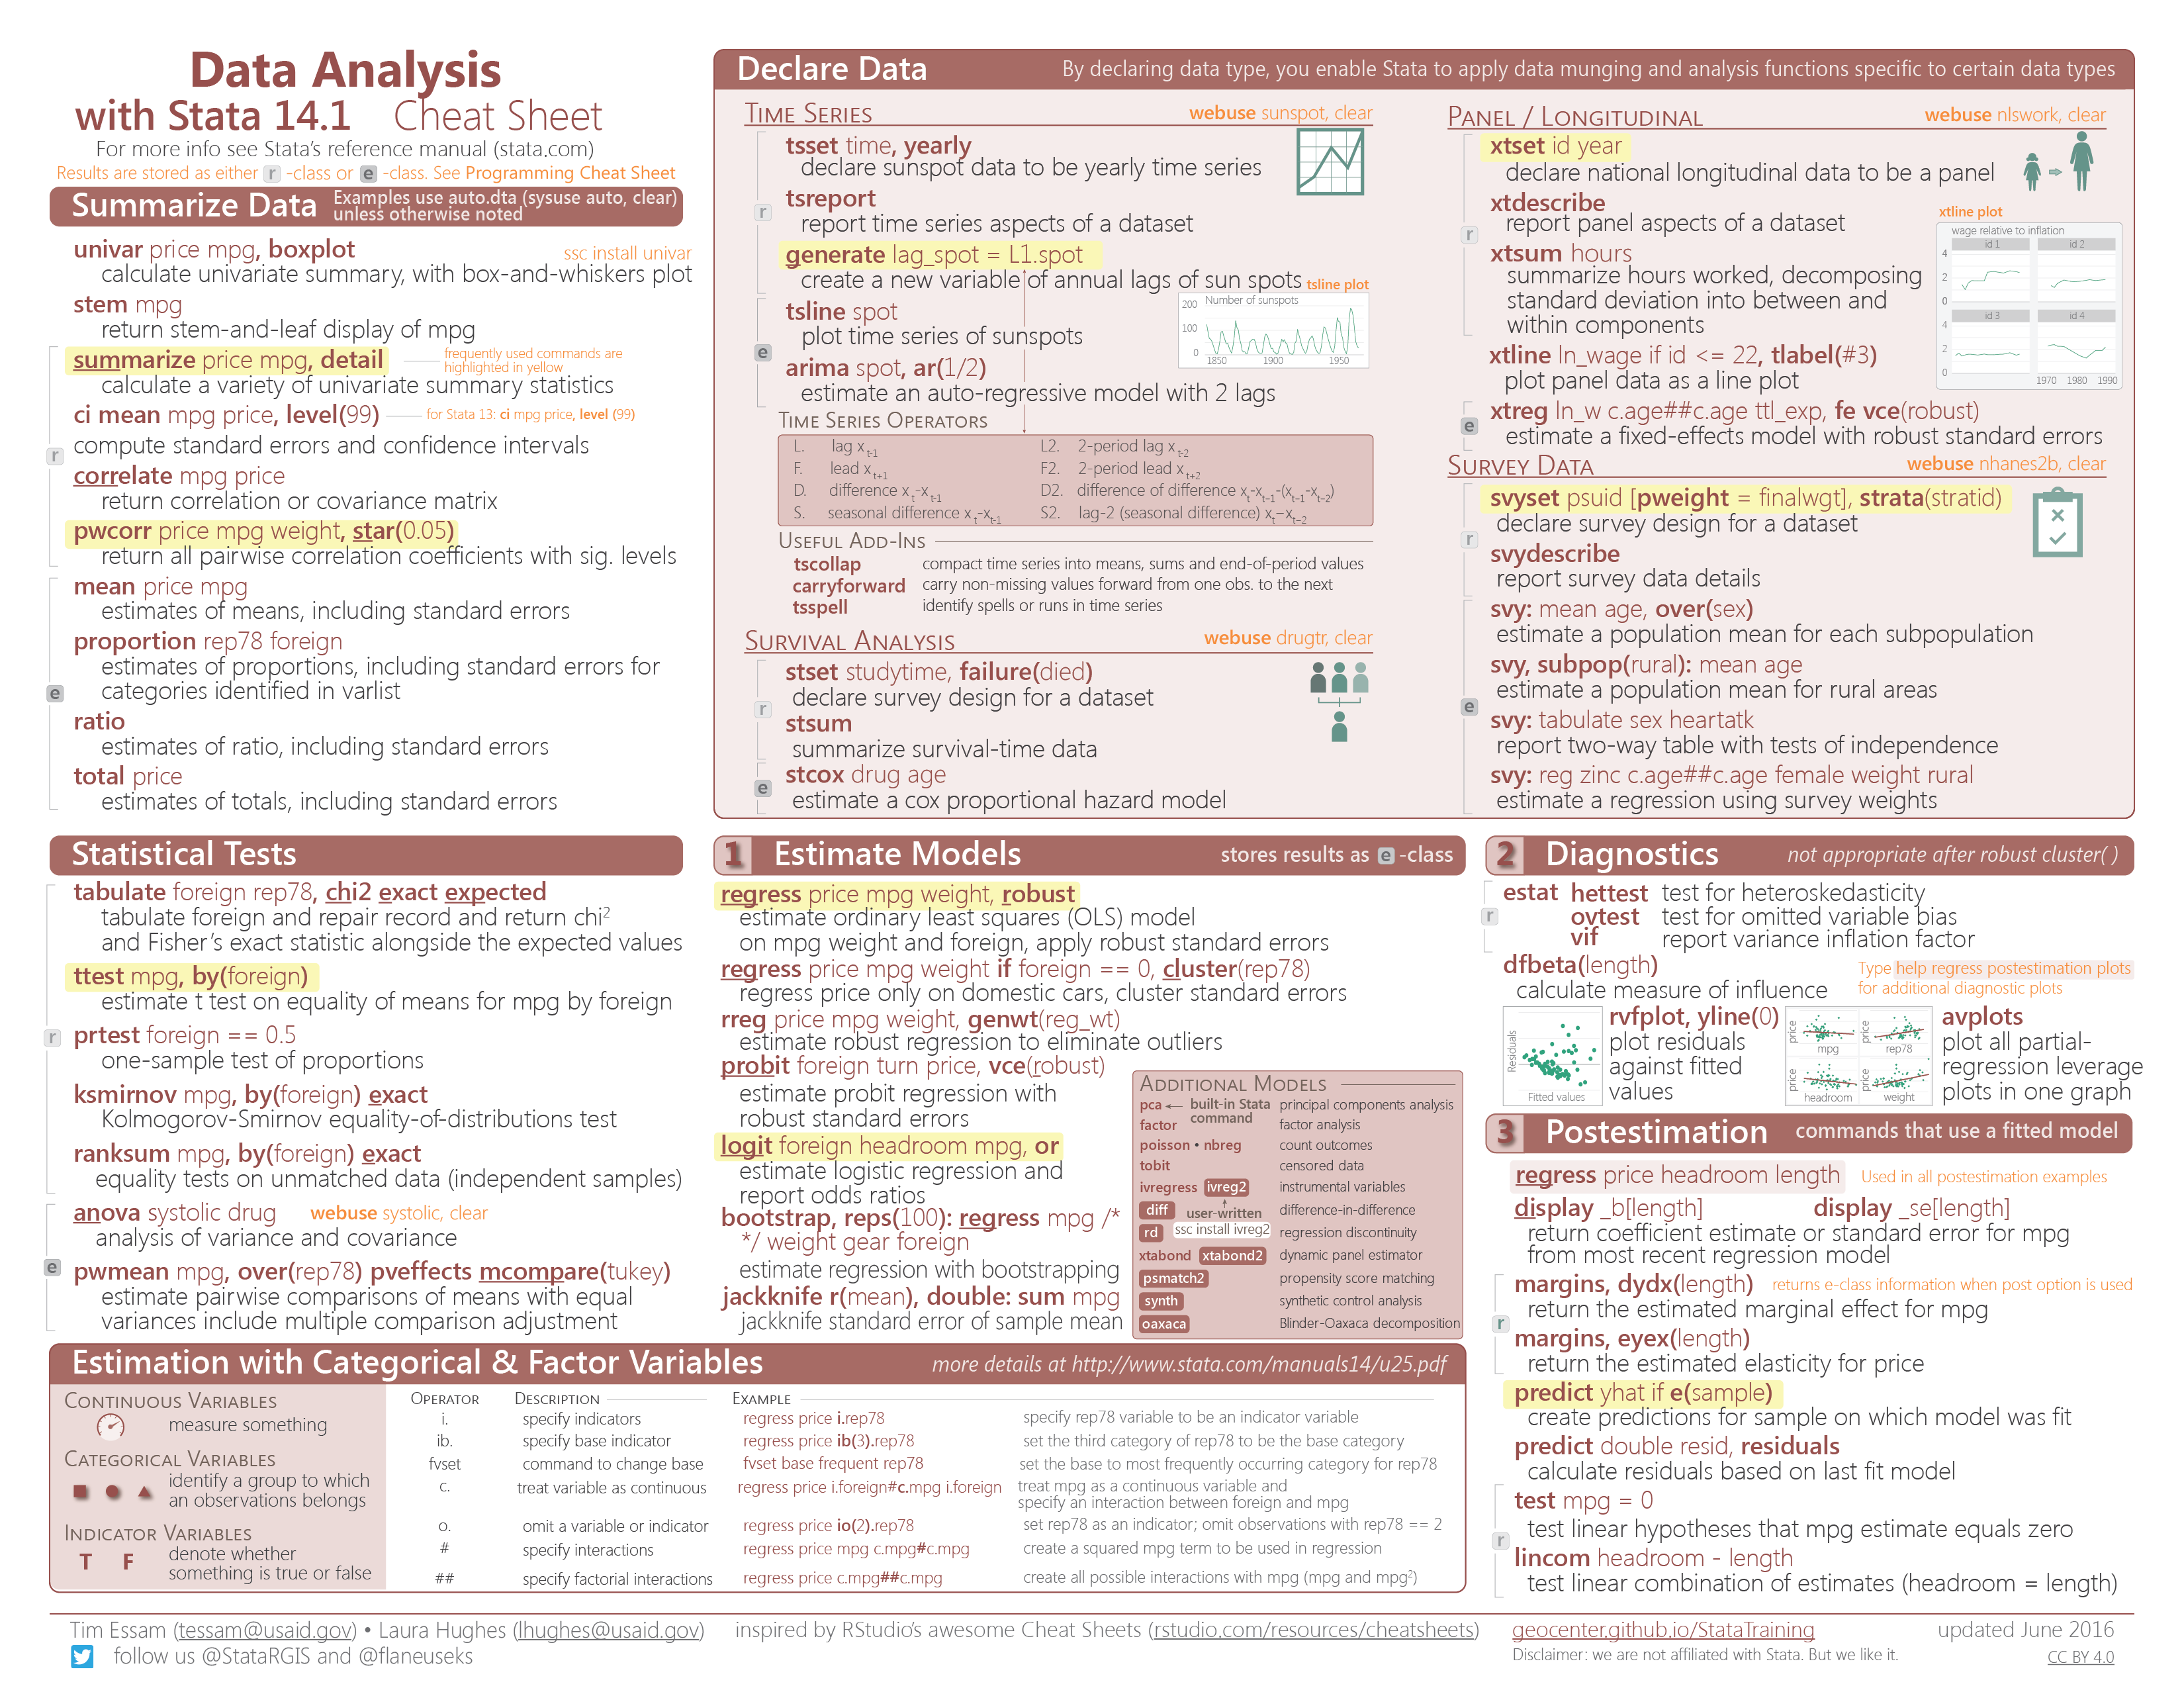 Data Analysis
with Stata 14.1 Cheat Sheet
For more info see Stata's reference manual (stata.com)
Results are stored as either r -class or e -class. See Programming Cheat Sheet
Summarize Data Examples use auto.dta (sysuse auto, clear)
unless otherwise noted
univar price mpg, boxplot ssc install univar
calculate univariate summary, with box-and-whiskers plot
stem mpg
return stem-and-leaf display of mpg
summarize price mpg, detail frequently used commands are
highlighted in yellow
calculate a variety of univariate summary statistics
ci mean mpg price, level(99) for Stata 13: ci mpg price, level (99)
r compute standard errors and confidence intervals
correlate mpg price
return correlation or covariance matrix
pwcorr price mpg weight, star(0.05)
return all pairwise correlation coefficients with sig. levels
mean price mpg
estimates of means, including standard errors
proportion rep78 foreign
estimates of proportions, including standard errors for
e categories identified in varlist
ratio
estimates of ratio, including standard errors
total price
estimates of totals, including standard errors
Declare Data By declaring data type, you enable Stata to apply data munging and analysis functions specific to certain data types
TIME SERIES webuse sunspot, clear
tsset time, yearly
declare sunspot data to be yearly time series
tsreport
r
report time series aspects of a dataset
generate lag_spot = L1.spot
create a new variable of annual lags of sun spots tsline plot
tsline spot
plot time series of sunspots
Number of sunspots
200
100
0
1850 1900 1950
e
arima spot, ar(1/2)
estimate an auto-regressive model with 2 lags
TIME SERIES OPERATORS
L. lag x t-1 L2. 2-period lag x t-2
F. lead x t+1 F2. 2-period lead x t+2
D. difference x t-x t-1 D2. difference of difference x t-x t−1-(x t−1-x t−2)
S. seasonal difference x t-x t-1 S2. lag-2 (seasonal difference) x t−x t−2
USEFUL ADD-INS
tscollap compact time series into means, sums and end-of-period values
carryforward carry non-missing values forward from one obs. to the next
tsspell identify spells or runs in time series
SURVIVAL ANALYSIS webuse drugtr, clear
stset studytime, failure(died)
declare survey design for a dataset
r
stsum
summarize survival-time data
stcox drug age
e
estimate a cox proportional hazard model
PANEL / LONGITUDINAL webuse nlswork, clear
xtset id year
declare national longitudinal data to be a panel
xtdescribe
report panel aspects of a dataset
r
xtsum hours
summarize hours worked, decomposing
standard deviation into between and
within components
xtline ln_wage if id <= 22, tlabel(#3)
plot panel data as a line plot
xtline plot
wage relative to inflation
id 1 id 2
4
2
0
id 3 id 4
4
2
0
1970 1980 1990
xtreg ln_w c.age##c.age ttl_exp, fe vce(robust)
e
estimate a fixed-effects model with robust standard errors
SURVEY DATA webuse nhanes2b, clear
svyset psuid [pweight = finalwgt], strata(stratid)
declare survey design for a dataset
r
svydescribe
report survey data details
svy: mean age, over(sex)
estimate a population mean for each subpopulation
svy, subpop(rural): mean age
estimate a population mean for rural areas
e
svy: tabulate sex heartatk
report two-way table with tests of independence
svy: reg zinc c.age##c.age female weight rural
estimate a regression using survey weights
Statistical Tests
tabulate foreign rep78, chi2 exact expected
tabulate foreign and repair record and return chi2
and Fisher's exact statistic alongside the expected values
ttest mpg, by(foreign)
estimate t test on equality of means for mpg by foreign
r prtest foreign == 0.5
one-sample test of proportions
ksmirnov mpg, by(foreign) exact
Kolmogorov-Smirnov equality-of-distributions test
ranksum mpg, by(foreign) exact
equality tests on unmatched data (independent samples)
anova systolic drug webuse systolic, clear
analysis of variance and covariance
e pwmean mpg, over(rep78) pveffects mcompare(tukey)
estimate pairwise comparisons of means with equal
variances include multiple comparison adjustment
1 Estimate Models stores results as e -class
regress price mpg weight, robust
estimate ordinary least squares (OLS) model
on mpg weight and foreign, apply robust standard errors
regress price mpg weight if foreign == 0, cluster(rep78)
regress price only on domestic cars, cluster standard errors
rreg price mpg weight, genwt(reg_wt)
estimate robust regression to eliminate outliers
probit foreign turn price, vce(robust)
estimate probit regression with
robust standard errors
logit foreign headroom mpg, or
estimate logistic regression and
report odds ratios
bootstrap, reps(100): regress mpg /*
*/ weight gear foreign
estimate regression with bootstrapping
jackknife r(mean), double: sum mpg
jackknife standard error of sample mean
ADDITIONAL MODELS
pca built-in Stata principal components analysis
factor command factor analysis
poisson • nbreg count outcomes
tobit censored data
ivregress ivreg2 instrumental variables
diff user-written difference-in-difference
rd ssc install ivreg2 regression discontinuity
xtabond xtabond2 dynamic panel estimator
psmatch2 propensity score matching
synth synthetic control analysis
oaxaca Blinder-Oaxaca decomposition
2 Diagnostics not appropriate after robust cluster( )
estat hettest test for heteroskedasticity
r ovtest test for omitted variable bias
vif report variance inflation factor
dfbeta(length) Type help regress postestimation plots
calculate measure of influence for additional diagnostic plots
Residuals
Fitted values
rvfplot, yline(0)
plot residuals
against fitted
values
price mpg price rep78
price headroom price weight
avplots
plot all partial-
regression leverage
plots in one graph
3 Postestimation commands that use a fitted model
regress price headroom length Used in all postestimation examples
display _b[length] display _se[length]
return coefficient estimate or standard error for mpg
from most recent regression model
margins, dydx(length) returns e-class information when post option is used
return the estimated marginal effect for mpg
r
margins, eyex(length)
return the estimated elasticity for price
predict yhat if e(sample)
create predictions for sample on which model was fit
predict double resid, residuals
calculate residuals based on last fit model
test mpg = 0
test linear hypotheses that mpg estimate equals zero
r
lincom headroom - length
test linear combination of estimates (headroom = length)
Estimation with Categorical & Factor Variables more details at http://www.stata.com/manuals14/u25.pdf
CONTINUOUS VARIABLES
measure something
CATEGORICAL VARIABLES
identify a group to which
an observations belongs
INDICATOR VARIABLES
T F denote whether
something is true or false
OPERATOR DESCRIPTION EXAMPLE
i. specify indicators regress price i.rep78 specify rep78 variable to be an indicator variable
ib. specify base indicator regress price ib(3).rep78 set the third category of rep78 to be the base category
fvset command to change base fvset base frequent rep78 set the base to most frequently occurring category for rep78
c. treat variable as continuous regress price i.foreign#c.mpg i.foreign treat mpg as a continuous variable and
specify an interaction between foreign and mpg
o. omit a variable or indicator regress price io(2).rep78 set rep78 as an indicator; omit observations with rep78 == 2
# specify interactions regress price mpg c.mpg#c.mpg create a squared mpg term to be used in regression
## specify factorial interactions regress price c.mpg##c.mpg create all possible interactions with mpg (mpg and mpg2)
Tim Essam (tessam@usaid.gov) • Laura Hughes (lhughes@usaid.gov) inspired by RStudio's awesome Cheat Sheets (rstudio.com/resources/cheatsheets) geocenter.github.io/StataTraining updated June 2016
follow us @StataRGIS and @flaneuseks Disclaimer: we are not affiliated with Stata. But we like it. CC BY 4.0